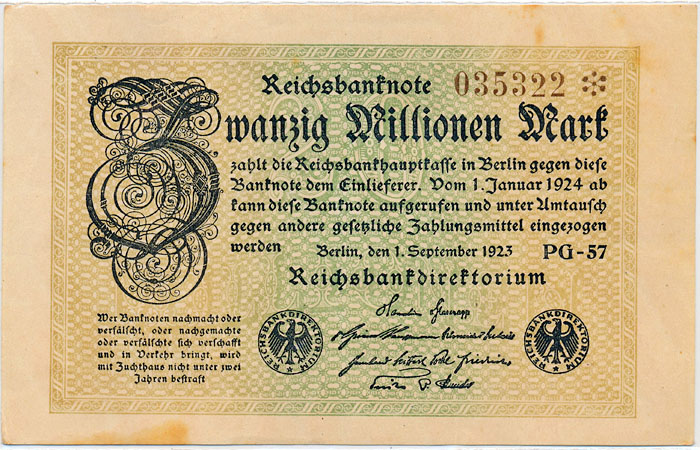 Reichsbanknote 035322 *
Zwanzig Millionen Mark
zahlt die Reichsbankhauptkasse in Berlin gegen diese
Banknote dem Einlieferer. Vom 1. Januar 1924 ab
kann diese Banknote aufgerufen und unter Umtausch
gegen andere gesetzliche Zahlungsmittel eingezogen
werden Berlin, den 1. September 1923 PG-57
Reichsbankdirektorium
Wer Banknoten nachmacht oder
verfälscht, oder nachgemachte
oder verfälschte sich verschafft
und in Verkehr bringt, wird
mit Zuchthaus nicht unter zwei
Jahren bestraft
REICHSBANKDIREKTORIUM
REICHSBANKDIREKTORIUM